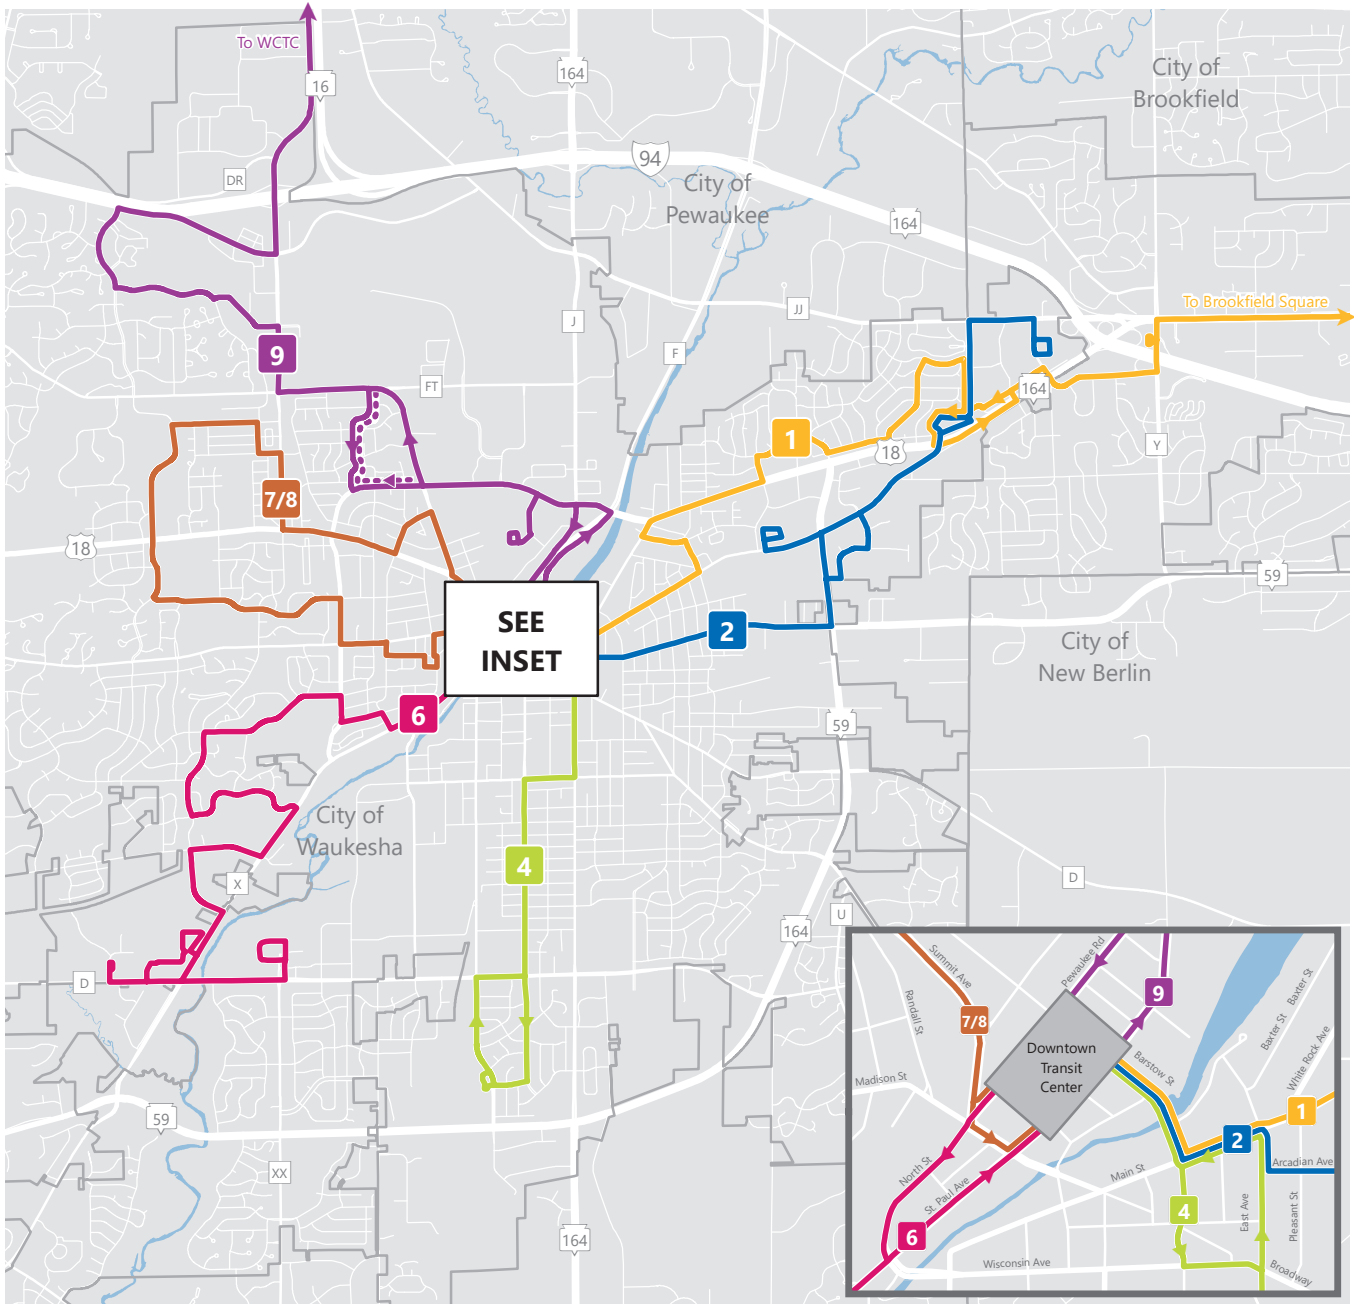 To WCTC
16
164
City of
Brookfield
94
DR
City of
Pewaukee
164
To Brookfield Square
JJ
J
F
9
FT
164
1
18
Y
7/8
18
59
SEE
INSET
2
City of
New Berlin
6
59
City of
Waukesha
4
X
D
U
164
D
59
XX
164
Summit Ave
Pewaukee Rd
9
Randall St
7/8
Baxter St
Baxter St
White Rock Ave
Downtown
Transit
Center
Barstow St
Madison St
1
2
Arcadian Ave
North St
St. Paul Ave
Main St
4
East Ave
Pleasant St
6
Wisconsin Ave
Broadway